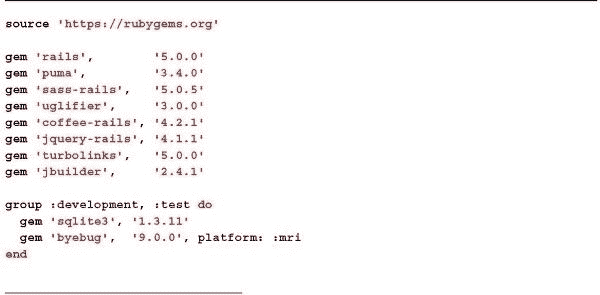 source 'https://rubygems.org'
gem 'rails',        '5.0.0'
gem 'puma',         '3.4.0'
gem 'sass-rails',   '5.0.5'
gem 'uglifier',     '3.0.0'
gem 'coffee-rails', '4.2.1'
gem 'jquery-rails', '4.1.1'
gem 'turbolinks',   '5.0.0'
gem 'jbuilder',     '2.4.1'
group :development, :test do
  gem 'sqlite3', '1.3.11'
  gem 'byebug',  '9.0.0', platform: :mri
end